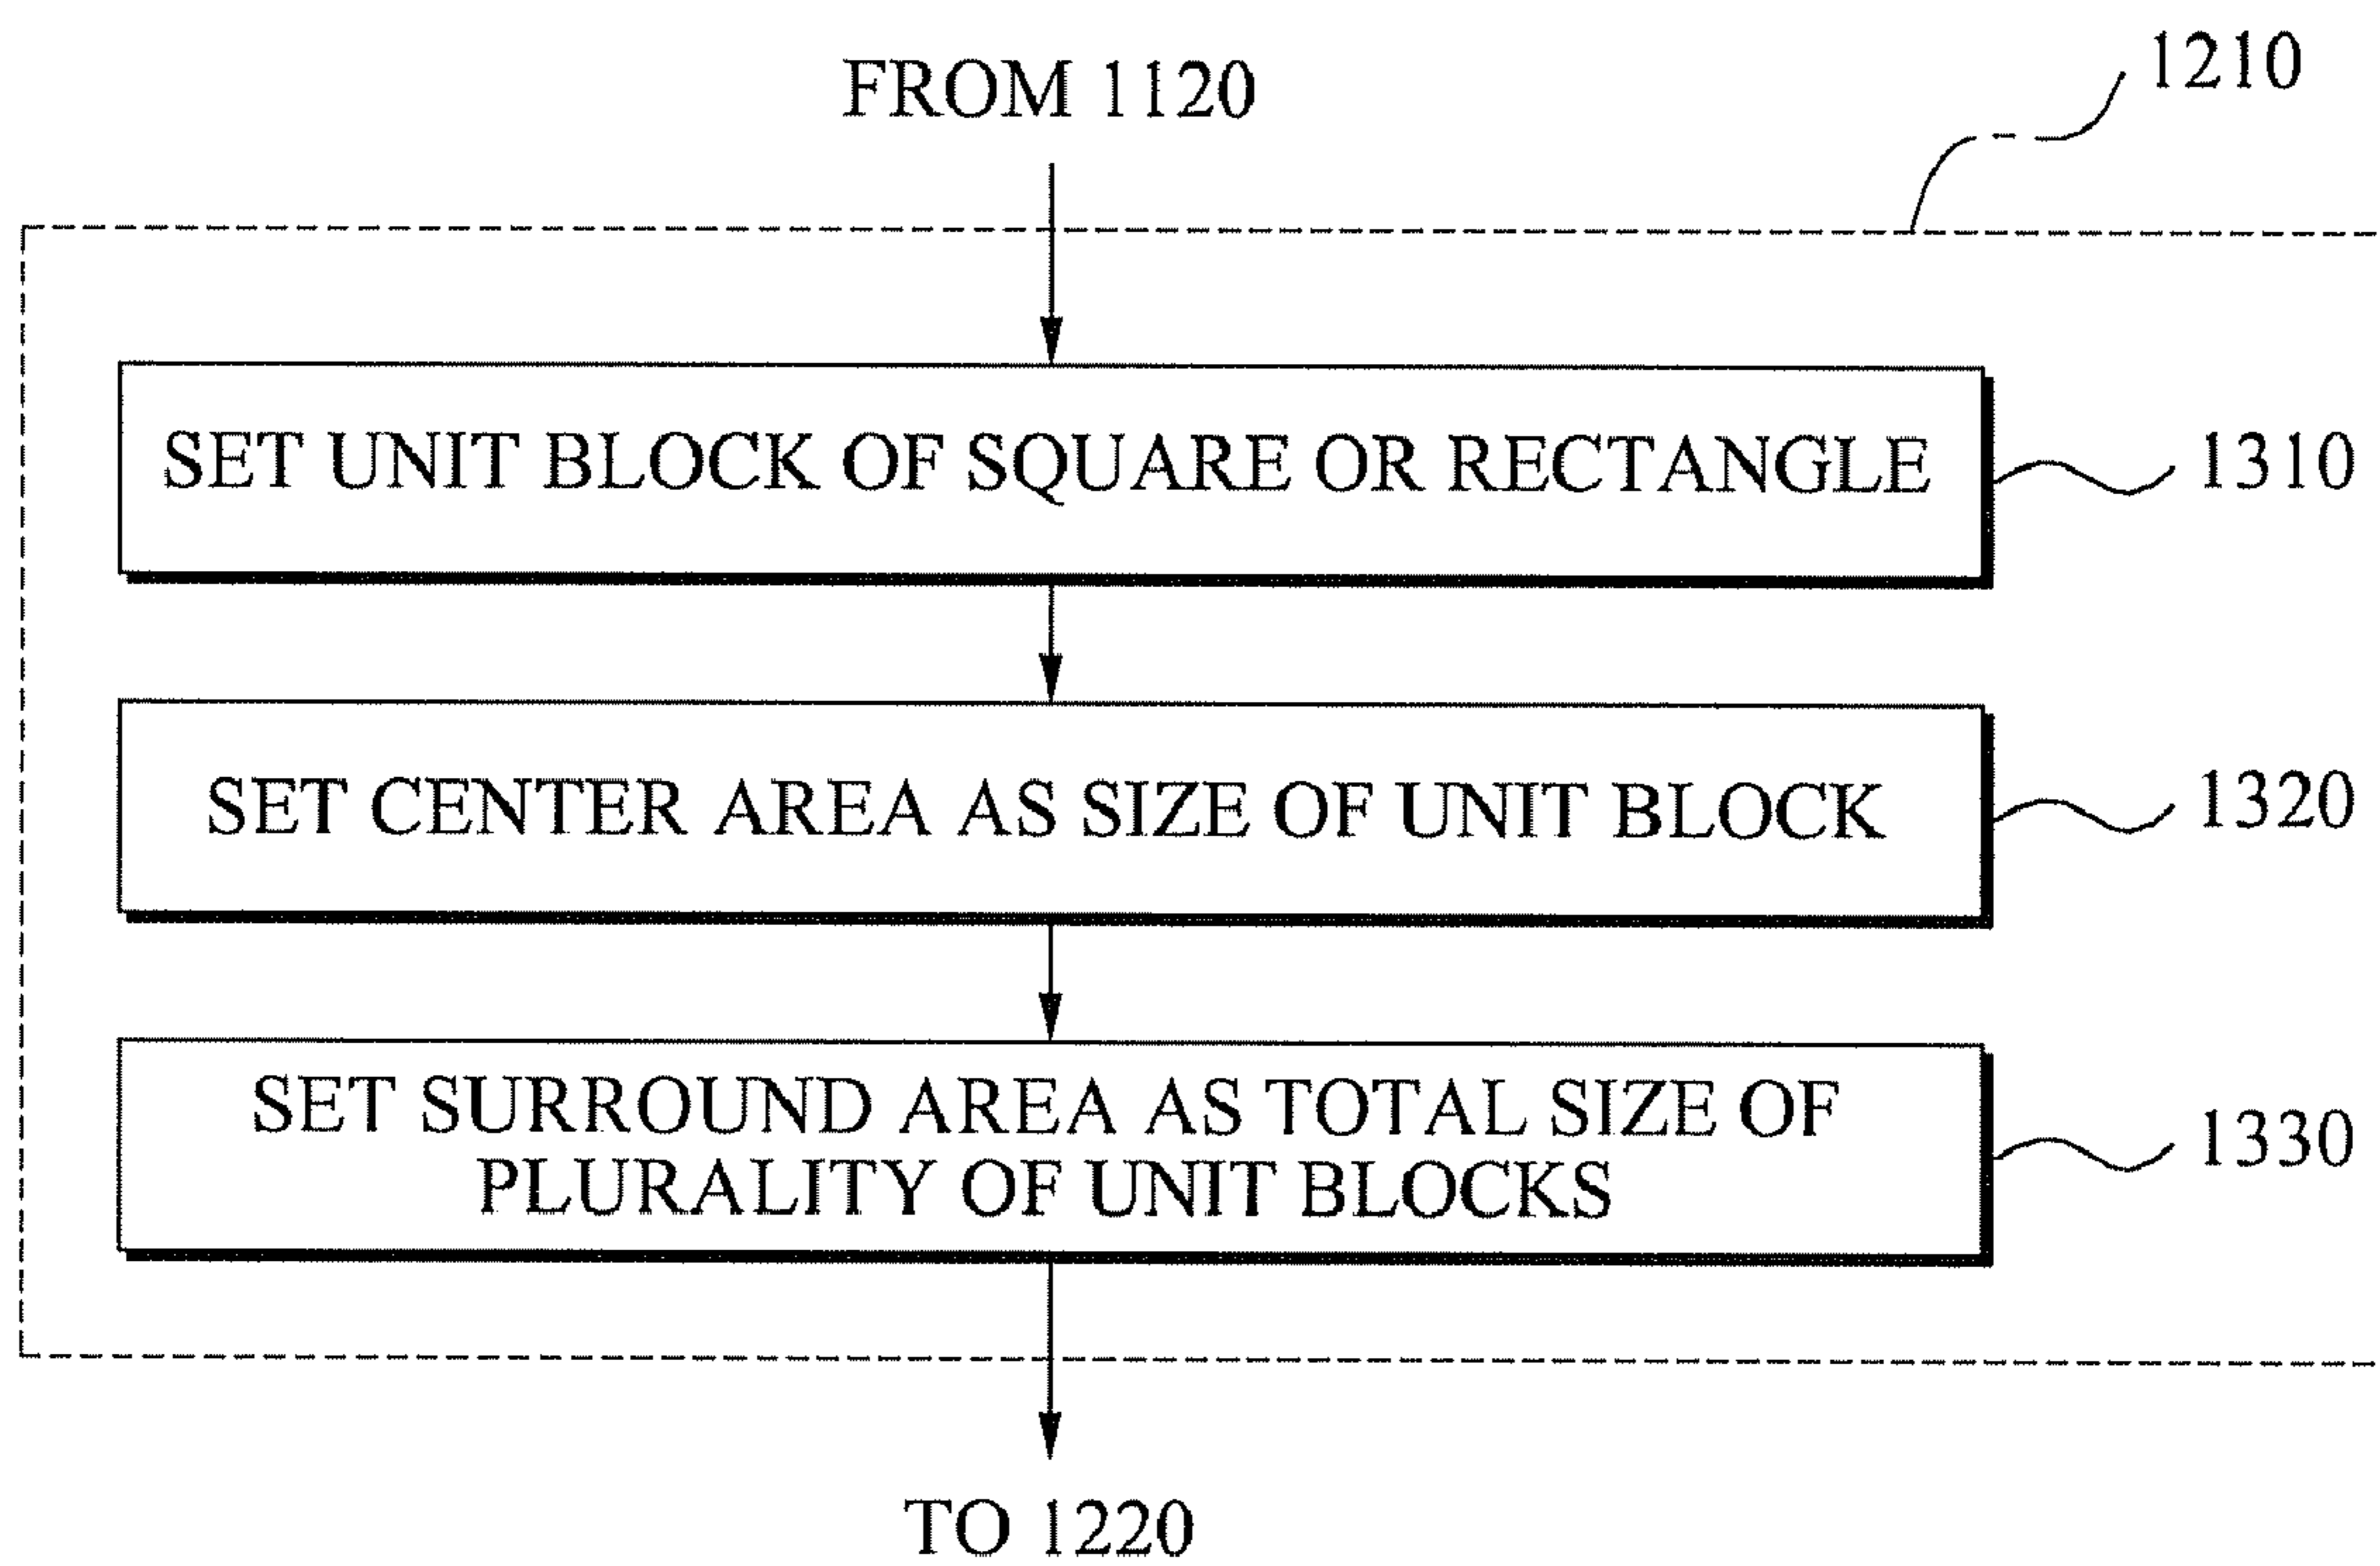 FROM 1120
1210
SET UNIT BLOCK OF SQUARE OR RECTANGLE
1310
SET CENTER AREA AS SIZE OF UNIT BLOCK
1320
SET SURROUND AREA AS TOTAL SIZE OF
PLURALITY OF UNIT BLOCKS
1330
TO 1220